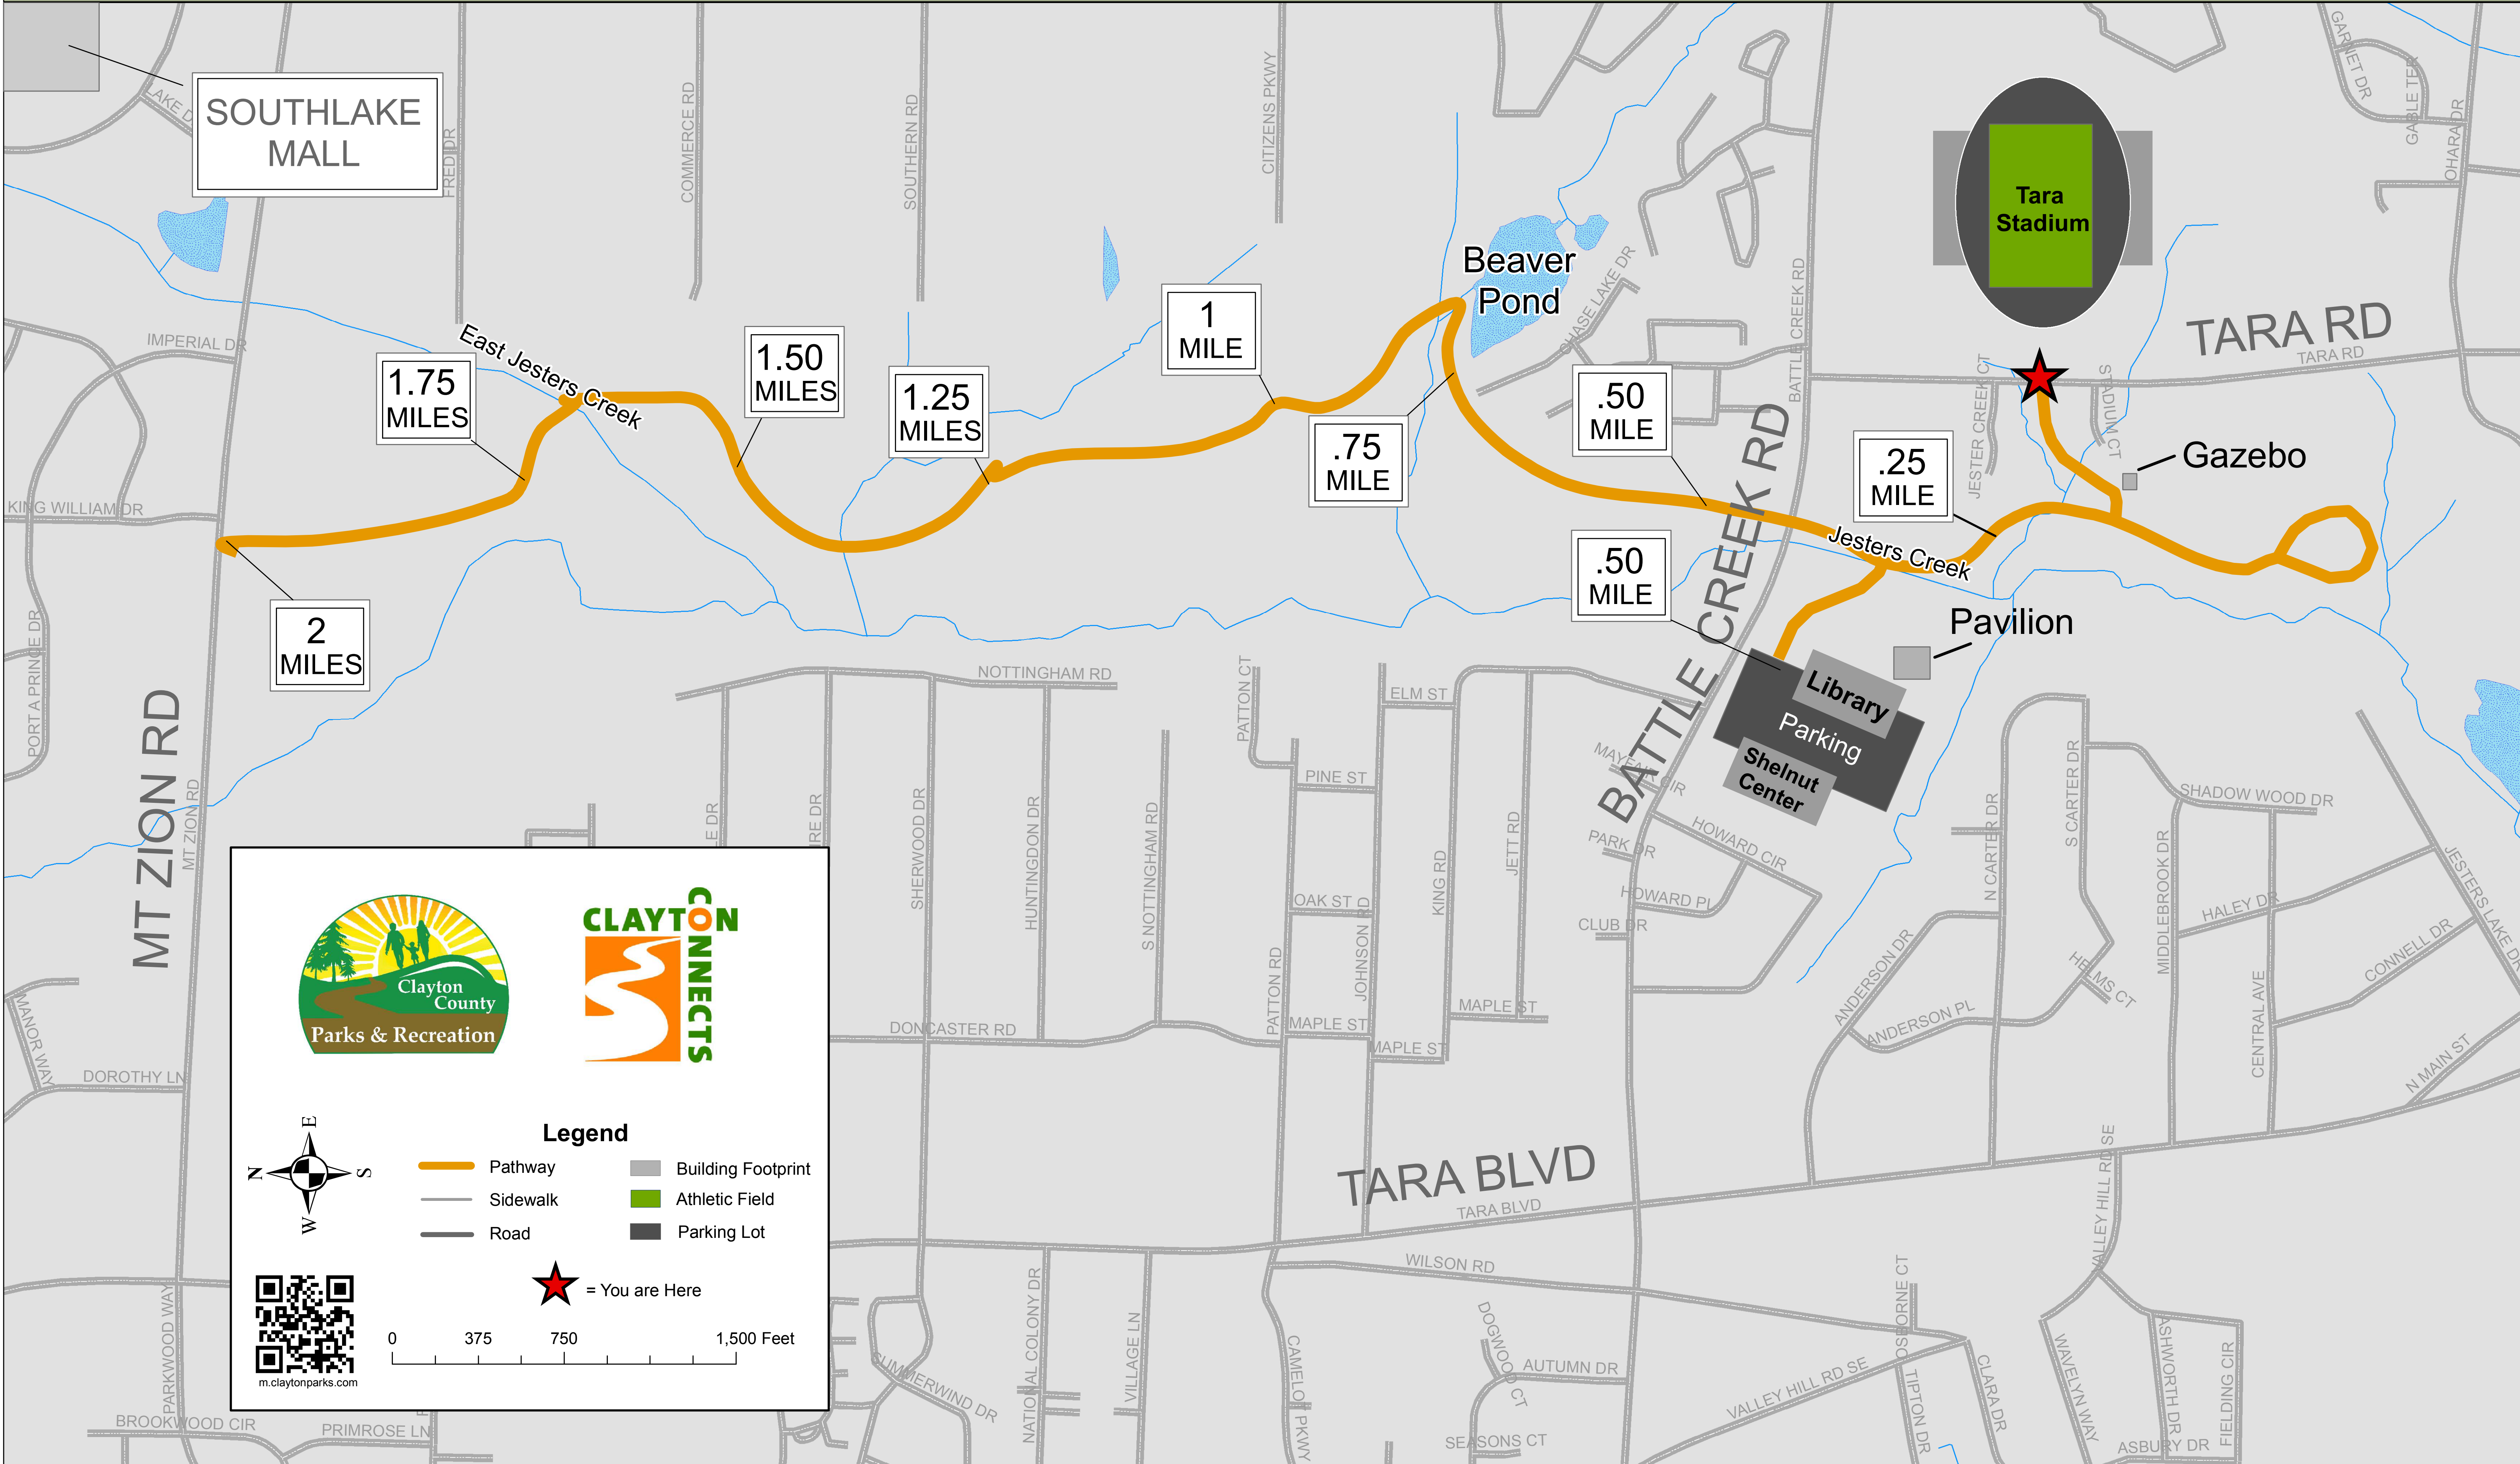 SOUTHLAKE
MALL
FRED DR
COMMERCE RD
SOUTHERN RD
CITIZENS PKWY
GARNET DR
GABLE TER
OHARA DR
Tara
Stadium
Beaver
Pond
CHASE LAKE DR
BATTLE CREEK RD
TARA RD
TARA RD
JESTER CREEK CT
STADIUM CT
Gazebo
IMPERIAL DR
KING WILLIAM DR
East Jesters Creek
1.75
MILES
1.50
MILES
1.25
MILES
1
MILE
.75
MILE
.50
MILE
.25
MILE
.50
MILE
2
MILES
Jesters Creek
BATTLE CREEK RD
Pavilion
Library
Parking
Shelnut
Center
PORT A PRINCE DR
MT ZION RD
MT ZION RD
NOTTINGHAM RD
PATTON CT
ELM ST
PINE ST
MAYFAIR CIR
PARK DR
HOWARD CIR
HOWARD PL
CLUB DR
SHERWOOD DR
HUNTINGDON DR
S NOTTINGHAM RD
OAK ST
PATTON RD
JOHNSON RD
KING RD
JETT RD
MAPLE ST
MAPLE ST
MAPLE ST
DONCASTER RD
N CARTER DR
S CARTER DR
SHADOW WOOD DR
MIDDLEBROOK DR
HALEY DR
CONNELL DR
JESTERS LAKE DR
HELMS CT
ANDERSON DR
ANDERSON PL
CENTRAL AVE
N MAIN ST
MANOR WAY
DOROTHY LN
TARA BLVD
TARA BLVD
WILSON RD
VALLEY HILL RD SE
OSBORNE CT
VALLEY HILL RD SE
TIPTON DR
CLARA DR
WAVELYN WAY
ASHWORTH DR
FIELDING CIR
ASBURY DR
DOGWOOD CT
AUTUMN DR
SEASONS CT
CAMELOT PKWY
VILLAGE LN
NATIONAL COLONY DR
SUMMERWIND DR
PARKWOOD WAY
BROOKWOOD CIR
PRIMROSE LN
Clayton
County
Parks & Recreation
CLAYTON
CONNECTS
N
E
S
W
Legend
Pathway
Sidewalk
Road
Building Footprint
Athletic Field
Parking Lot
= You are Here
0 375 750 1,500 Feet
m.claytonparks.com